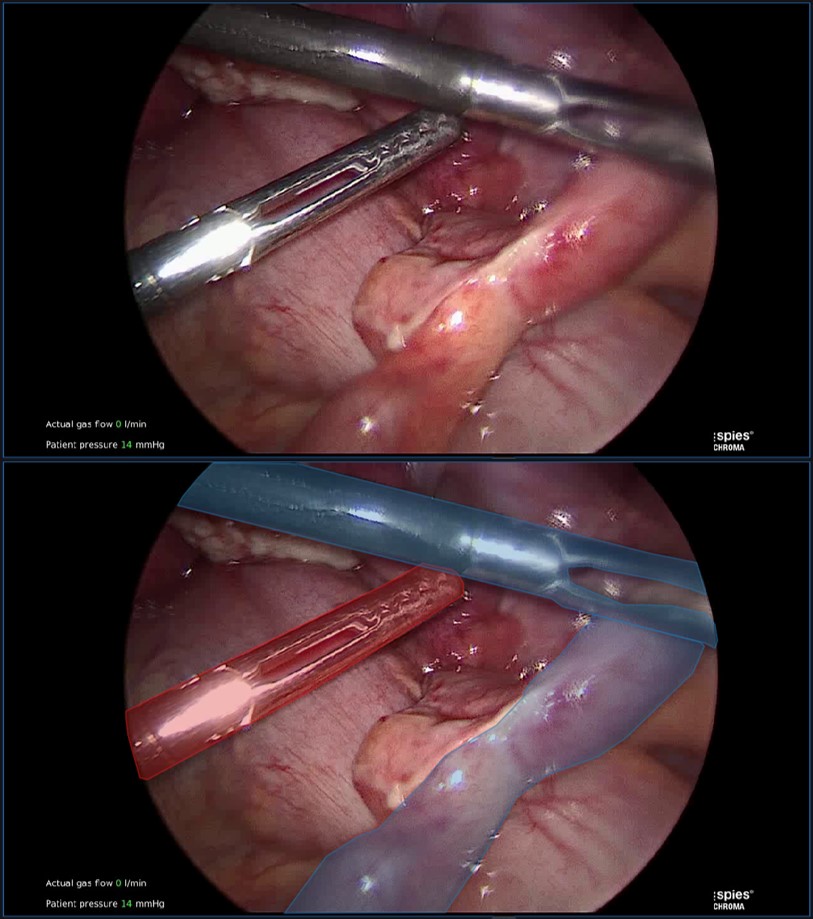 Actual gas flow 0 l/min
Patient pressure 14 mmHg
spies®
CHROMA
Actual gas flow 0 l/min
Patient pressure 14 mmHg
spies®
CHROMA